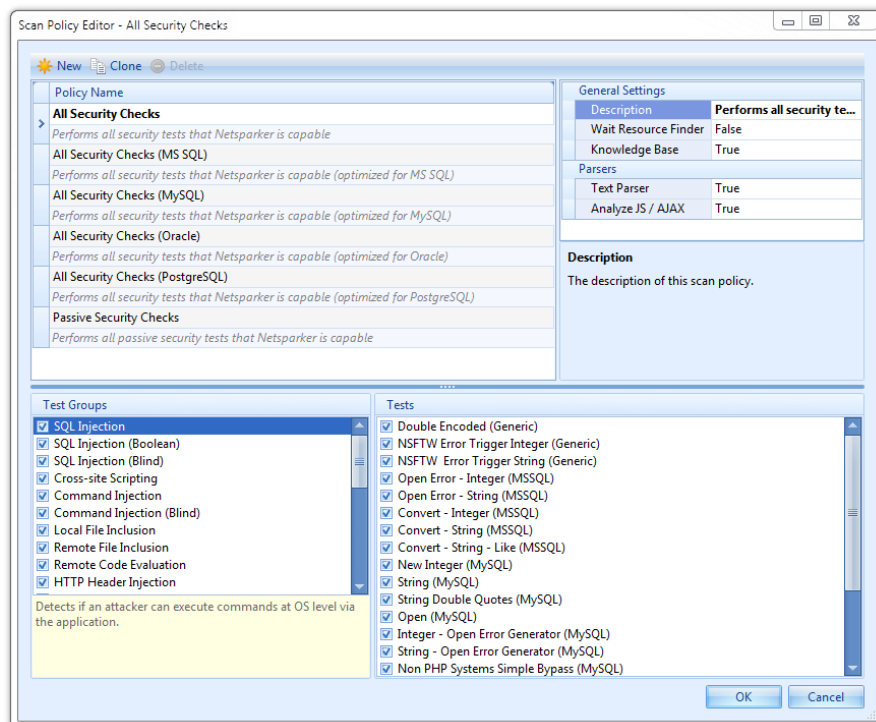 Scan Policy Editor - All Security Checks
New Clone Delete
Policy Name
All Security Checks
Performs all security tests that Netsparker is capable
All Security Checks (MS SQL)
Performs all security tests that Netsparker is capable (optimized for MS SQL)
All Security Checks (MySQL)
Performs all security tests that Netsparker is capable (optimized for MySQL)
All Security Checks (Oracle)
Performs all security tests that Netsparker is capable (optimized for Oracle)
All Security Checks (PostgreSQL)
Performs all security tests that Netsparker is capable (optimized for PostgreSQL)
Passive Security Checks
Performs all passive security tests that Netsparker is capable
General Settings
Description Performs all security te...
Wait Resource Finder False
Knowledge Base True
Parsers
Text Parser True
Analyze JS / AJAX True
Description
The description of this scan policy.
Test Groups
SQL Injection
SQL Injection (Boolean)
SQL Injection (Blind)
Cross-site Scripting
Command Injection
Command Injection (Blind)
Local File Inclusion
Remote File Inclusion
Remote Code Evaluation
HTTP Header Injection
Detects if an attacker can execute commands at OS level via
the application.
Tests
Double Encoded (Generic)
NSFTW Error Trigger Integer (Generic)
NSFTW Error Trigger String (Generic)
Open Error - Integer (MSSQL)
Open Error - String (MSSQL)
Convert - Integer (MSSQL)
Convert - String (MSSQL)
Convert - String - Like (MSSQL)
New Integer (MySQL)
String (MySQL)
String Double Quotes (MySQL)
Open (MySQL)
Integer - Open Error Generator (MySQL)
String - Open Error Generator (MySQL)
Non PHP Systems Simple Bypass (MySQL)
OK Cancel